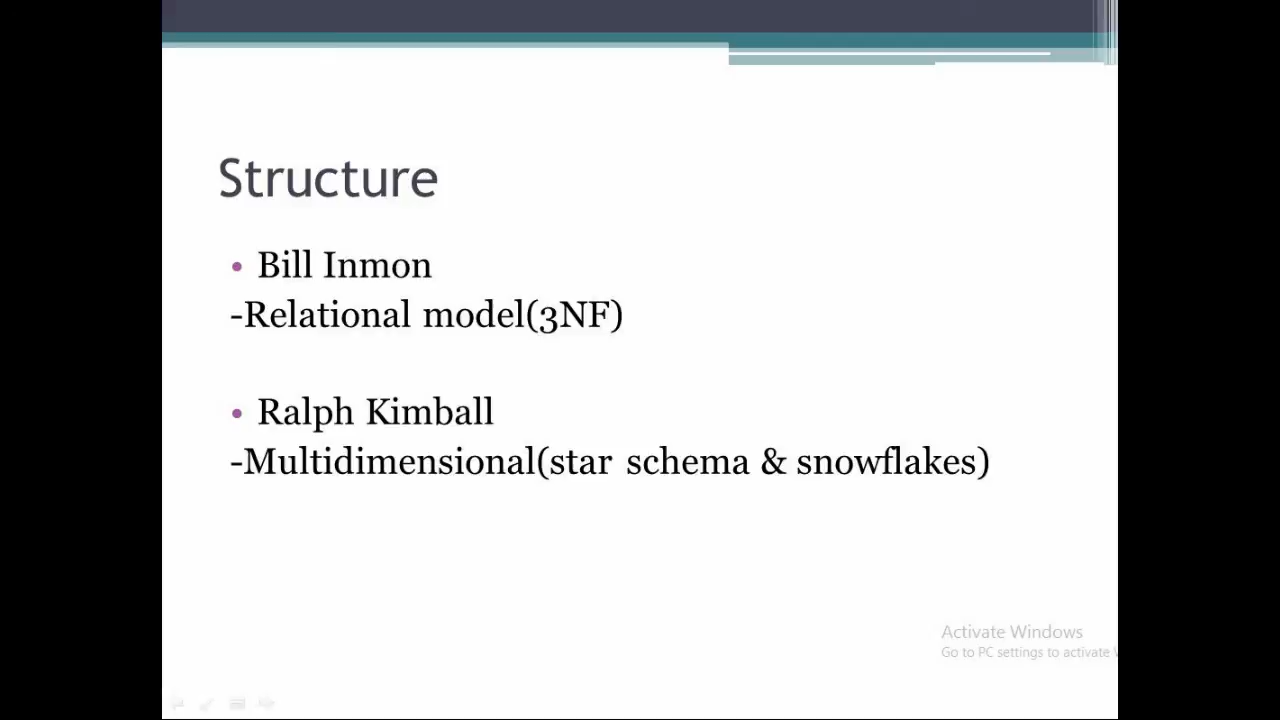 Structure
• Bill Inmon
-Relational model(3NF)
• Ralph Kimball
-Multidimensional(star schema & snowflakes)
Activate Windows
Go to PC settings to activate